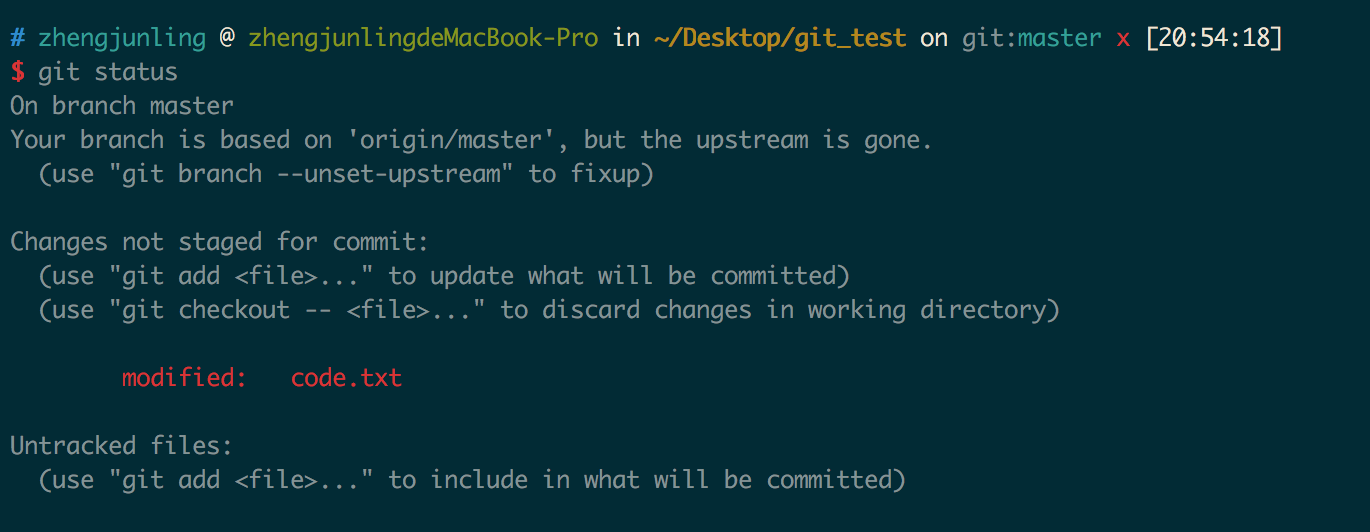 # zhengjunling @ zhengjunlingdeMacBook-Pro in ~/Desktop/git_test on git:master x [20:54:18]
$ git status
On branch master
Your branch is based on 'origin/master', but the upstream is gone.
  (use "git branch --unset-upstream" to fixup)

Changes not staged for commit:
  (use "git add <file>..." to update what will be committed)
  (use "git checkout -- <file>..." to discard changes in working directory)

        modified:   code.txt

Untracked files:
  (use "git add <file>..." to include in what will be committed)